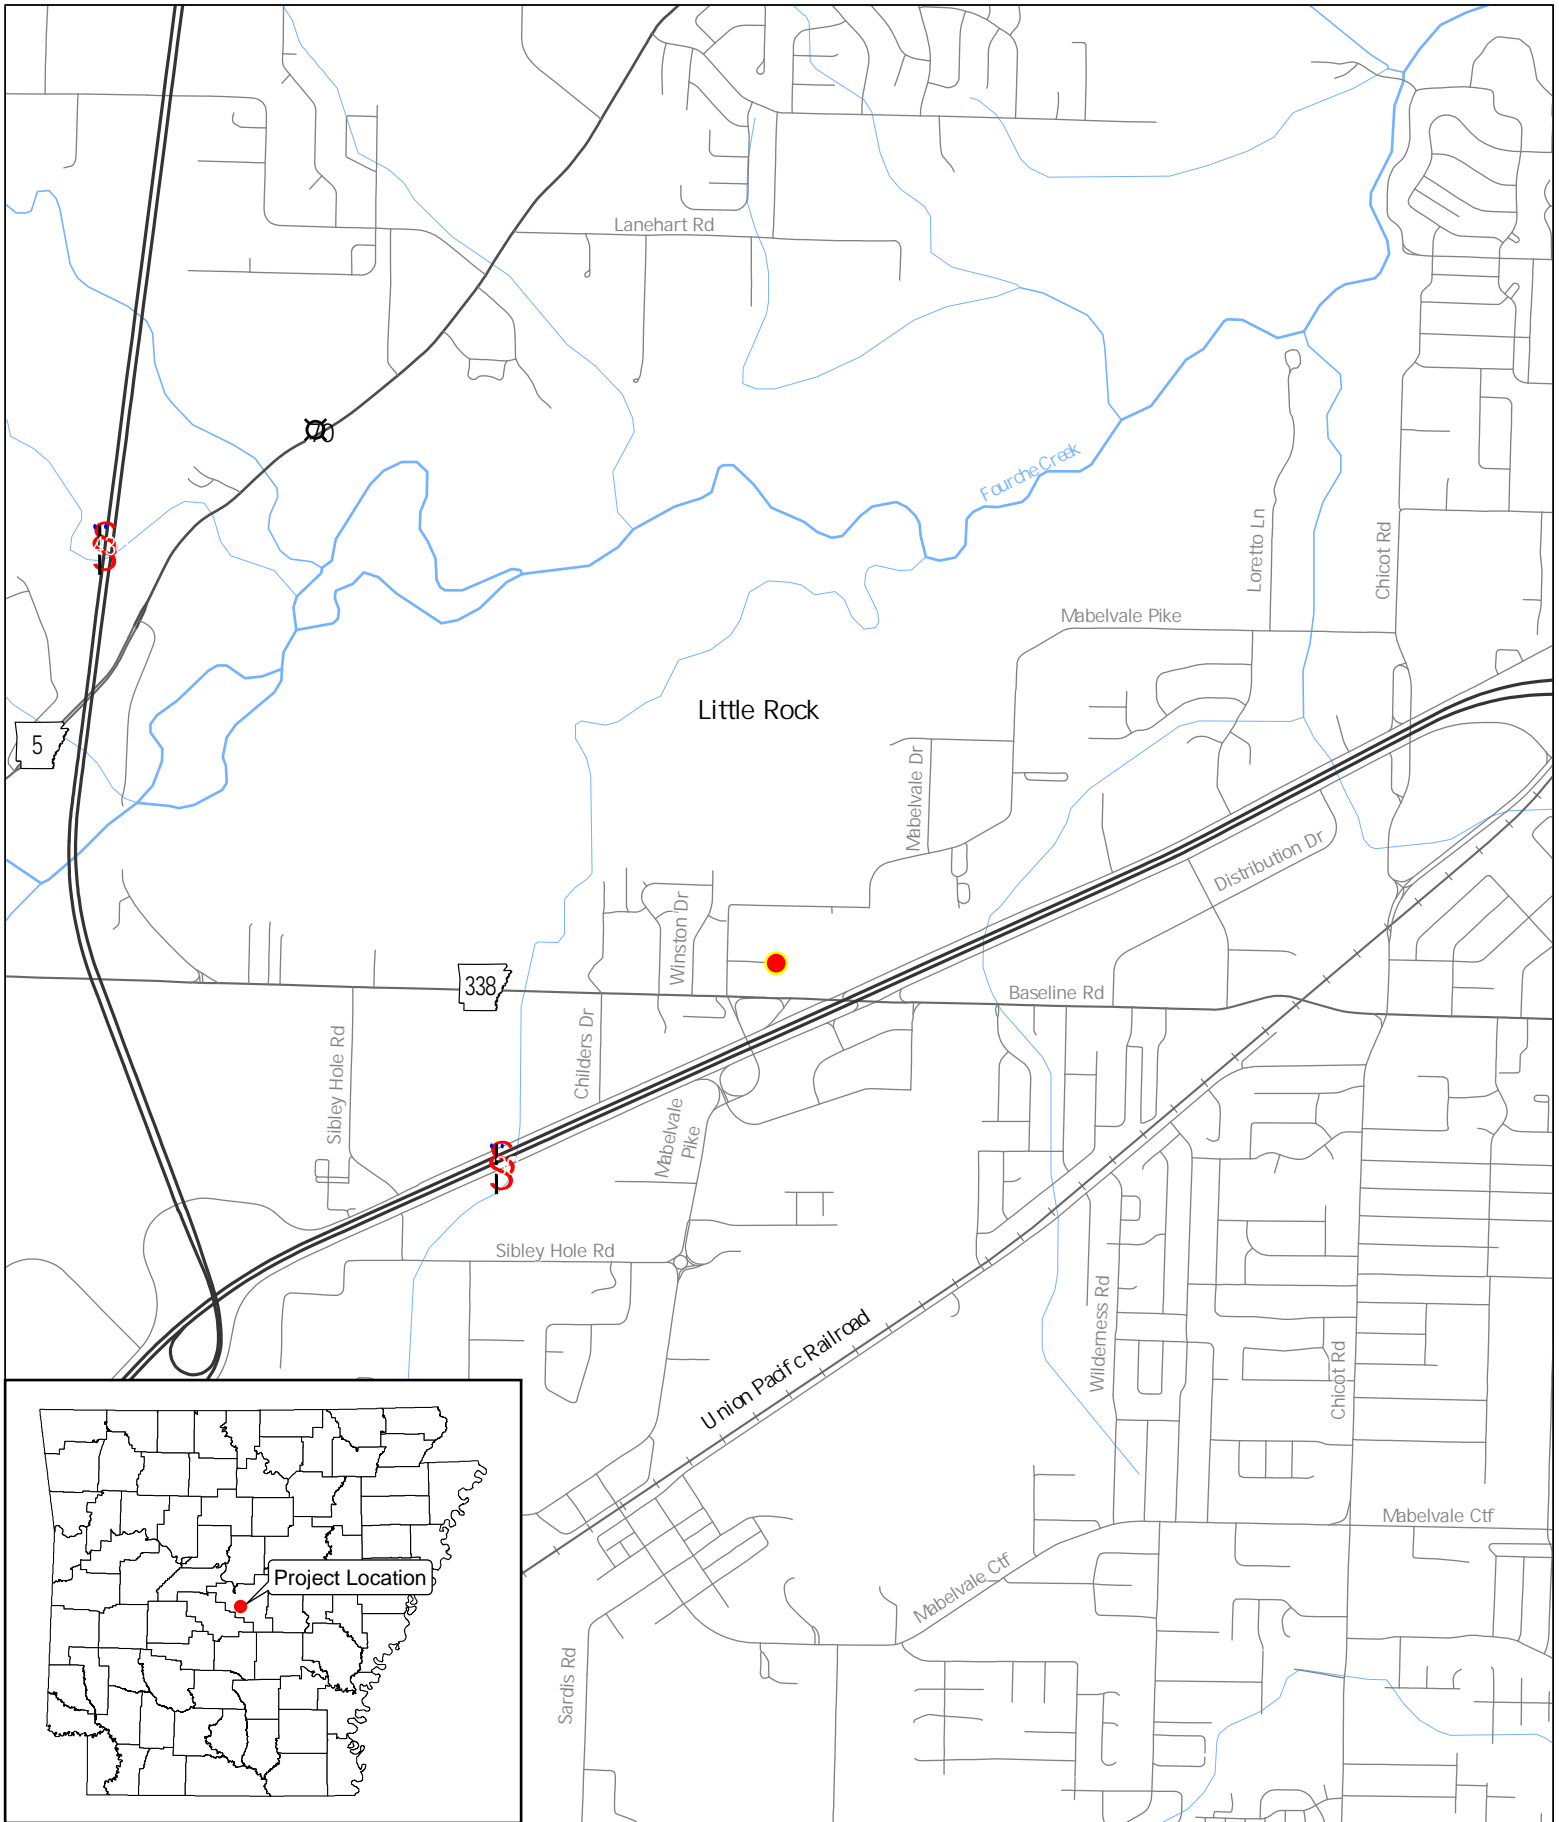 Lanehart Rd
70
Fourche Creek
Loretto Ln
Chicot Rd
Mabelvale Pike
Little Rock
5
Mabelvale Dr
Distribution Dr
Winston Dr
338
Baseline Rd
Childers Dr
Sibley Hole Rd
Mabelvale
Pike
Sibley Hole Rd
Wilderness Rd
Union Pacific Railroad
Chicot Rd
Mabelvale Ctf
Project Location
Mabelvale Ctf
Sardis Rd